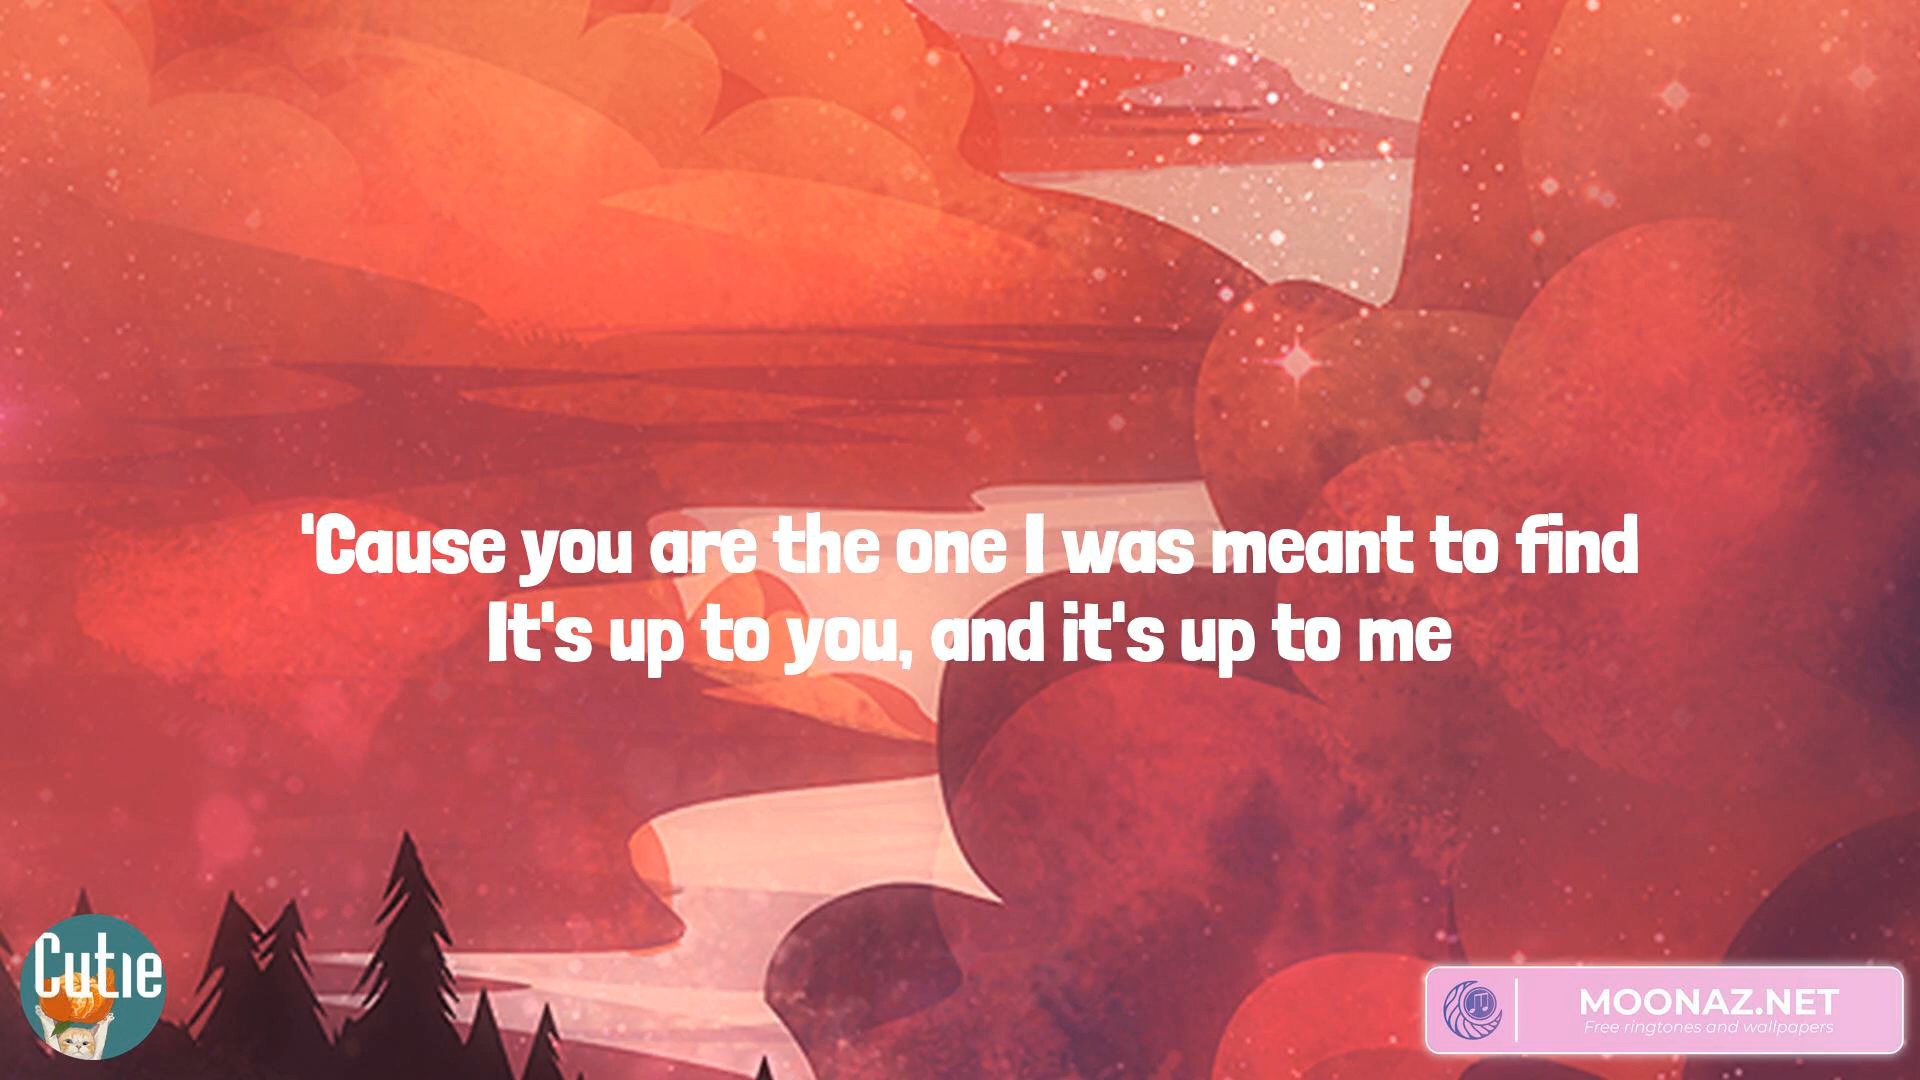 'Cause you are the one I was meant to find
It's up to you, and it's up to me
Cutie
MOONAZ.NET
Free ringtones and wallpapers